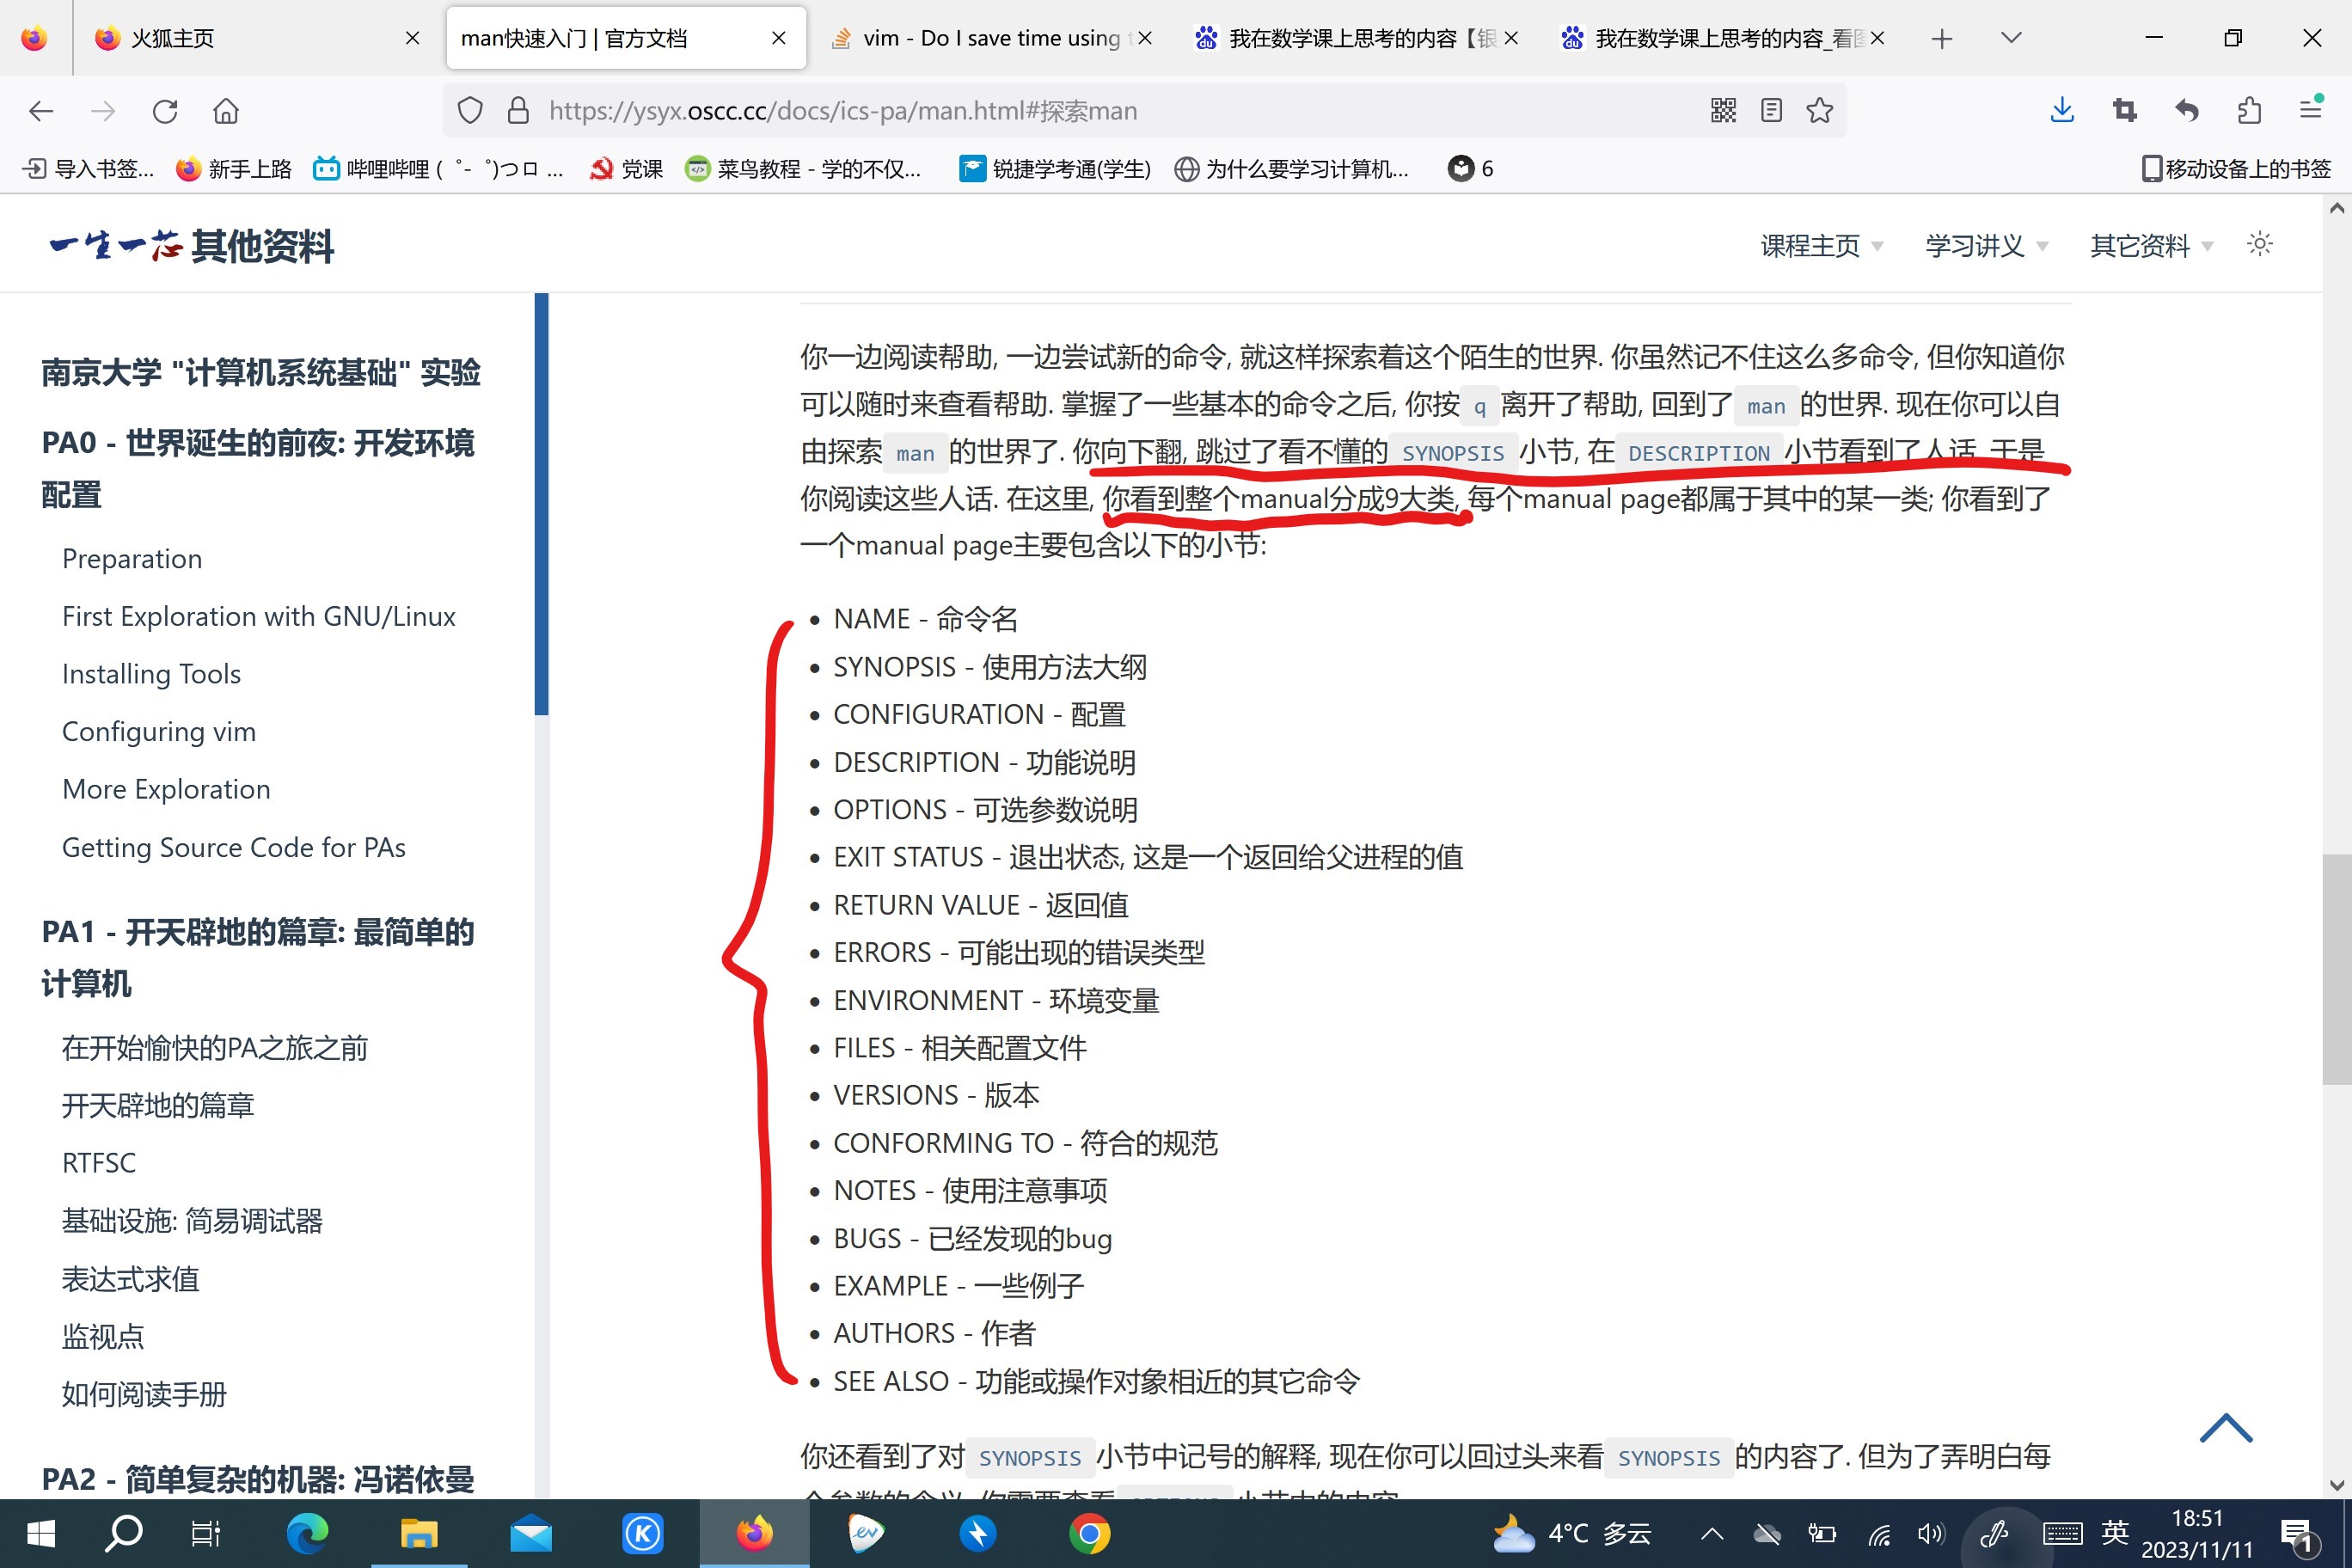 火狐主页
man快速入门 | 官方文档
vim - Do I save time using
我在数学课上思考的内容【银
我在数学课上思考的内容_看图
https://ysyx.oscc.cc/docs/ics-pa/man.html#探索man
导入书签...
新手上路
哔哩哔哩 (゜-゜)つロ ...
党课
菜鸟教程 - 学的不仅...
锐捷学考通(学生)
为什么要学习计算机...
6
移动设备上的书签
一生一芯 其他资料
课程主页
学习讲义
其它资料
南京大学 "计算机系统基础" 实验
PA0 - 世界诞生的前夜: 开发环境
配置
Preparation
First Exploration with GNU/Linux
Installing Tools
Configuring vim
More Exploration
Getting Source Code for PAs
PA1 - 开天辟地的篇章: 最简单的
计算机
在开始愉快的PA之旅之前
开天辟地的篇章
RTFSC
基础设施: 简易调试器
表达式求值
监视点
如何阅读手册
PA2 - 简单复杂的机器: 冯诺依曼
你一边阅读帮助, 一边尝试新的命令, 就这样探索着这个陌生的世界. 你虽然记不住这么多命令, 但你知道你
可以随时来查看帮助. 掌握了一些基本的命令之后, 你按 q 离开了帮助, 回到了 man 的世界. 现在你可以自
由探索 man 的世界了. 你向下翻, 跳过了看不懂的 SYNOPSIS 小节, 在 DESCRIPTION 小节看到了人话, 于是
你阅读这些人话. 在这里, 你看到整个manual分成9大类, 每个manual page都属于其中的某一类; 你看到了
一个manual page主要包含以下的小节:
• NAME - 命令名
• SYNOPSIS - 使用方法大纲
• CONFIGURATION - 配置
• DESCRIPTION - 功能说明
• OPTIONS - 可选参数说明
• EXIT STATUS - 退出状态, 这是一个返回给父进程的值
• RETURN VALUE - 返回值
• ERRORS - 可能出现的错误类型
• ENVIRONMENT - 环境变量
• FILES - 相关配置文件
• VERSIONS - 版本
• CONFORMING TO - 符合的规范
• NOTES - 使用注意事项
• BUGS - 已经发现的bug
• EXAMPLE - 一些例子
• AUTHORS - 作者
• SEE ALSO - 功能或操作对象相近的其它命令
你还看到了对 SYNOPSIS 小节中记号的解释, 现在你可以回过头来看 SYNOPSIS 的内容了. 但为了弄明白每
个参数的含义, 你需要查看 OPTIONS 小节中的内容.
4°C 多云
英
18:51
2023/11/11
1